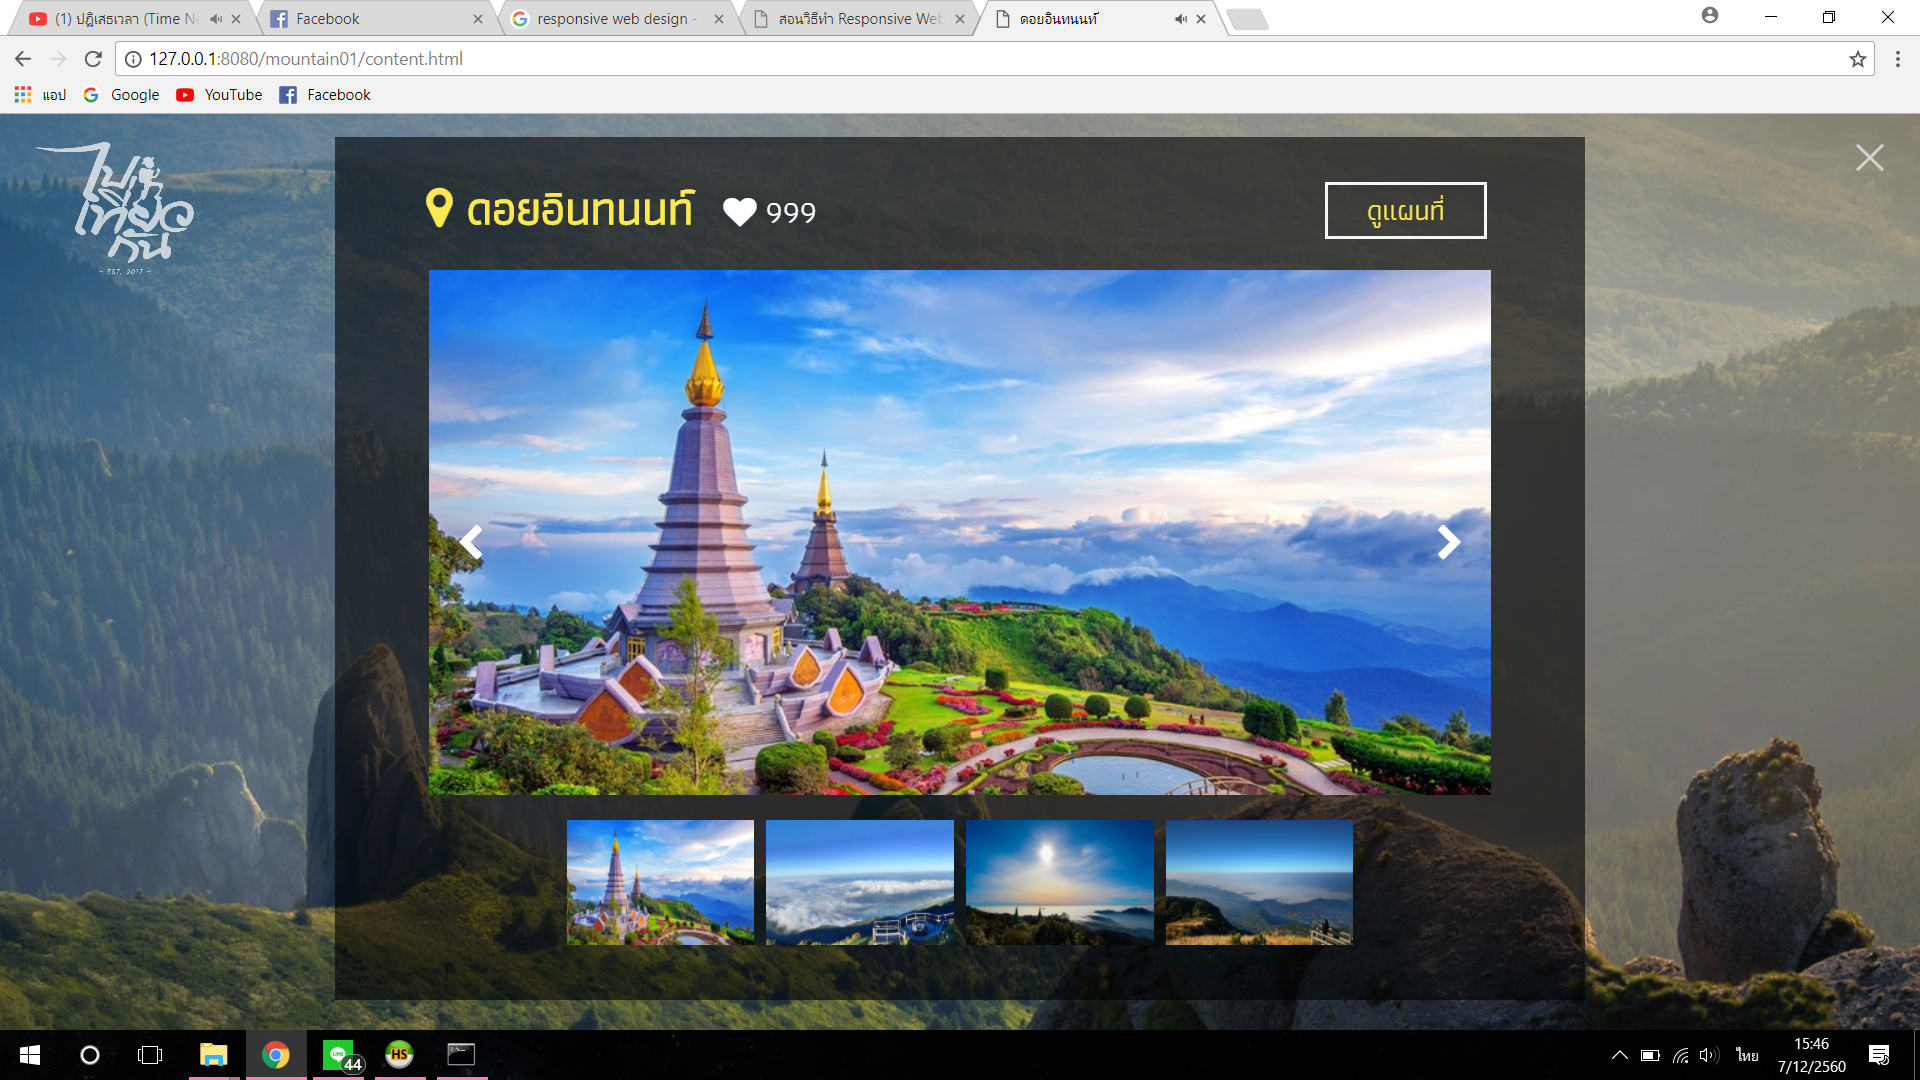 (1) ปฏิเสธเวลา (Time Ne
Facebook
responsive web design -
สอนวิธีทำ Responsive Web
ดอยอินทนนท์
127.0.0.1:8080/mountain01/content.html
แอป
Google
YouTube
Facebook
ไปเที่ยวกัน
~ EST. 2017 ~
ดอยอินทนนท์
999
ดูแผนที่
LINE
44
HS
ไทย
15:46
7/12/2560